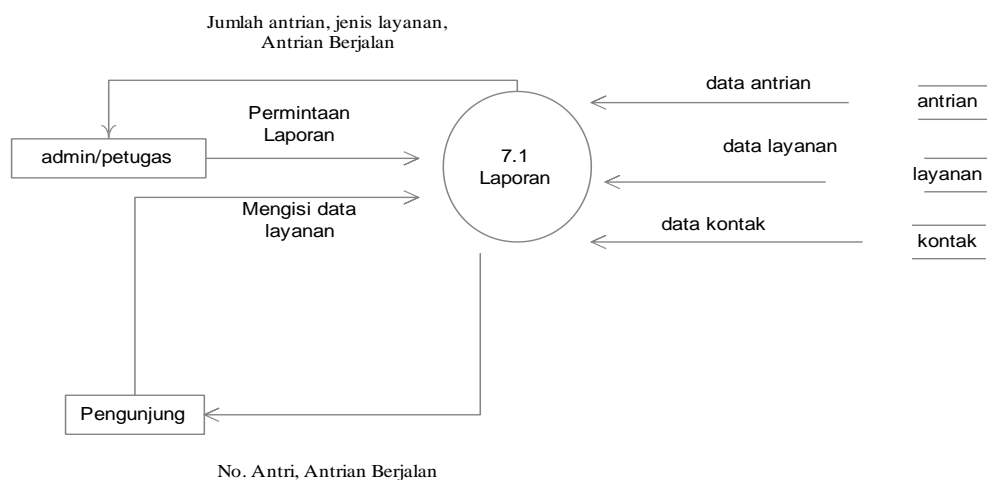 Jumlah antrian, jenis layanan,
Antrian Berjalan
data antrian
antrian
Permintaan
Laporan
admin/petugas
7.1
Laporan
data layanan
layanan
Mengisi data
layanan
data kontak
kontak
Pengunjung
No. Antri, Antrian Berjalan